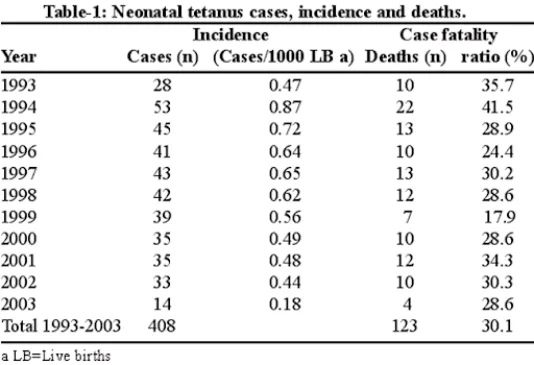 Table-1: Neonatal tetanus cases, incidence and deaths.
Incidence Case fatality
Year Cases (n) (Cases/1000 LB a) Deaths (n) ratio (%)
1993 28 0.47 10 35.7
1994 53 0.87 22 41.5
1995 45 0.72 13 28.9
1996 41 0.64 10 24.4
1997 43 0.65 13 30.2
1998 42 0.62 12 28.6
1999 39 0.56 7 17.9
2000 35 0.49 10 28.6
2001 35 0.48 12 34.3
2002 33 0.44 10 30.3
2003 14 0.18 4 28.6
Total 1993-2003 408 123 30.1
a LB=Live births